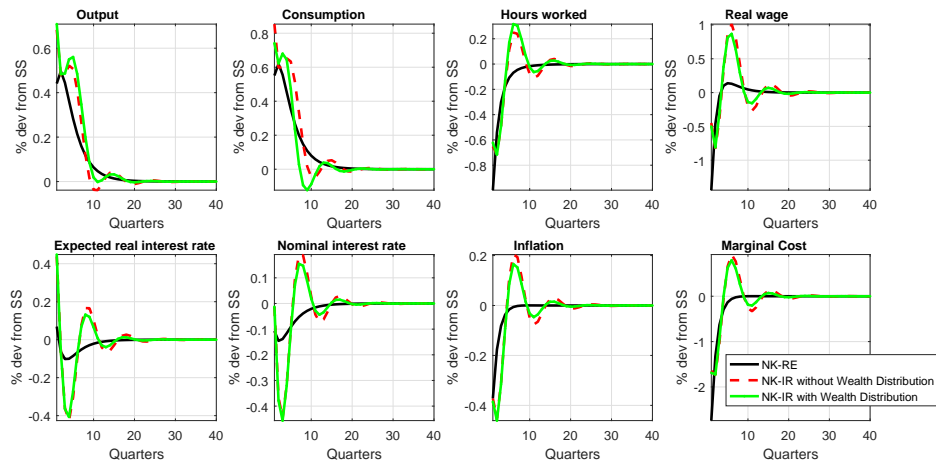 Output
Consumption
Hours worked
Real wage
% dev from SS
0.6
0.4
0.2
0
10 20 30 40
Quarters
% dev from SS
0.8
0.6
0.4
0.2
0
10 20 30 40
Quarters
% dev from SS
0.2
0
-0.2
-0.4
-0.6
-0.8
10 20 30 40
Quarters
% dev from SS
1
0.5
0
-0.5
-1
10 20 30 40
Quarters
Expected real interest rate
Nominal interest rate
Inflation
Marginal Cost
% dev from SS
0.4
0.2
0
-0.2
-0.4
10 20 30 40
Quarters
% dev from SS
0.1
0
-0.1
-0.2
-0.3
-0.4
10 20 30 40
Quarters
% dev from SS
0.2
0
-0.2
-0.4
10 20 30 40
Quarters
% dev from SS
0
-1
-2
10 20 30 40
Quarters
NK-RE
NK-IR without Wealth Distribution
NK-IR with Wealth Distribution